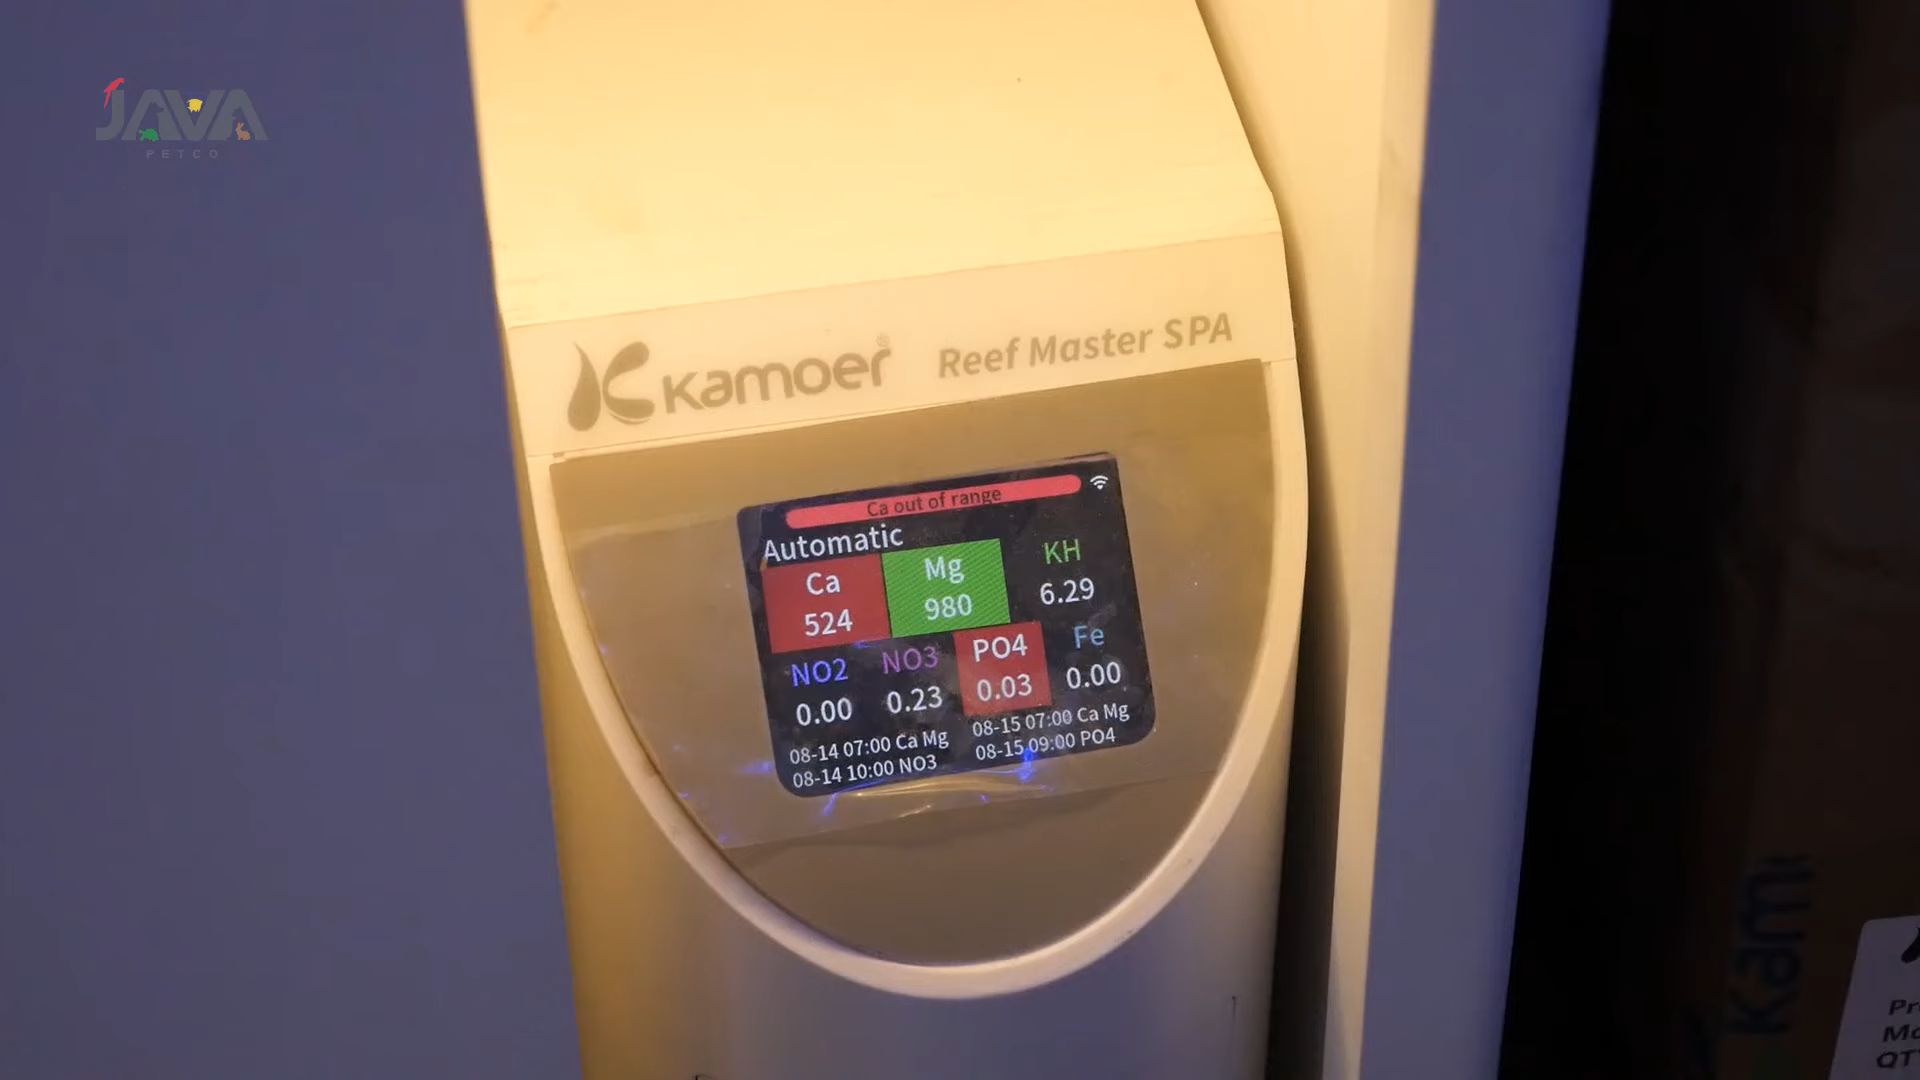 JAVA
PETCO
Kamoer® Reef Master SPA
Ca out of range
Automatic
Ca Mg KH
524 980 6.29
NO2 NO3 PO4 Fe
0.00 0.23 0.03 0.00
08-14 07:00 Ca Mg 08-15 07:00 Ca Mg
08-14 10:00 NO3 08-15 09:00 PO4